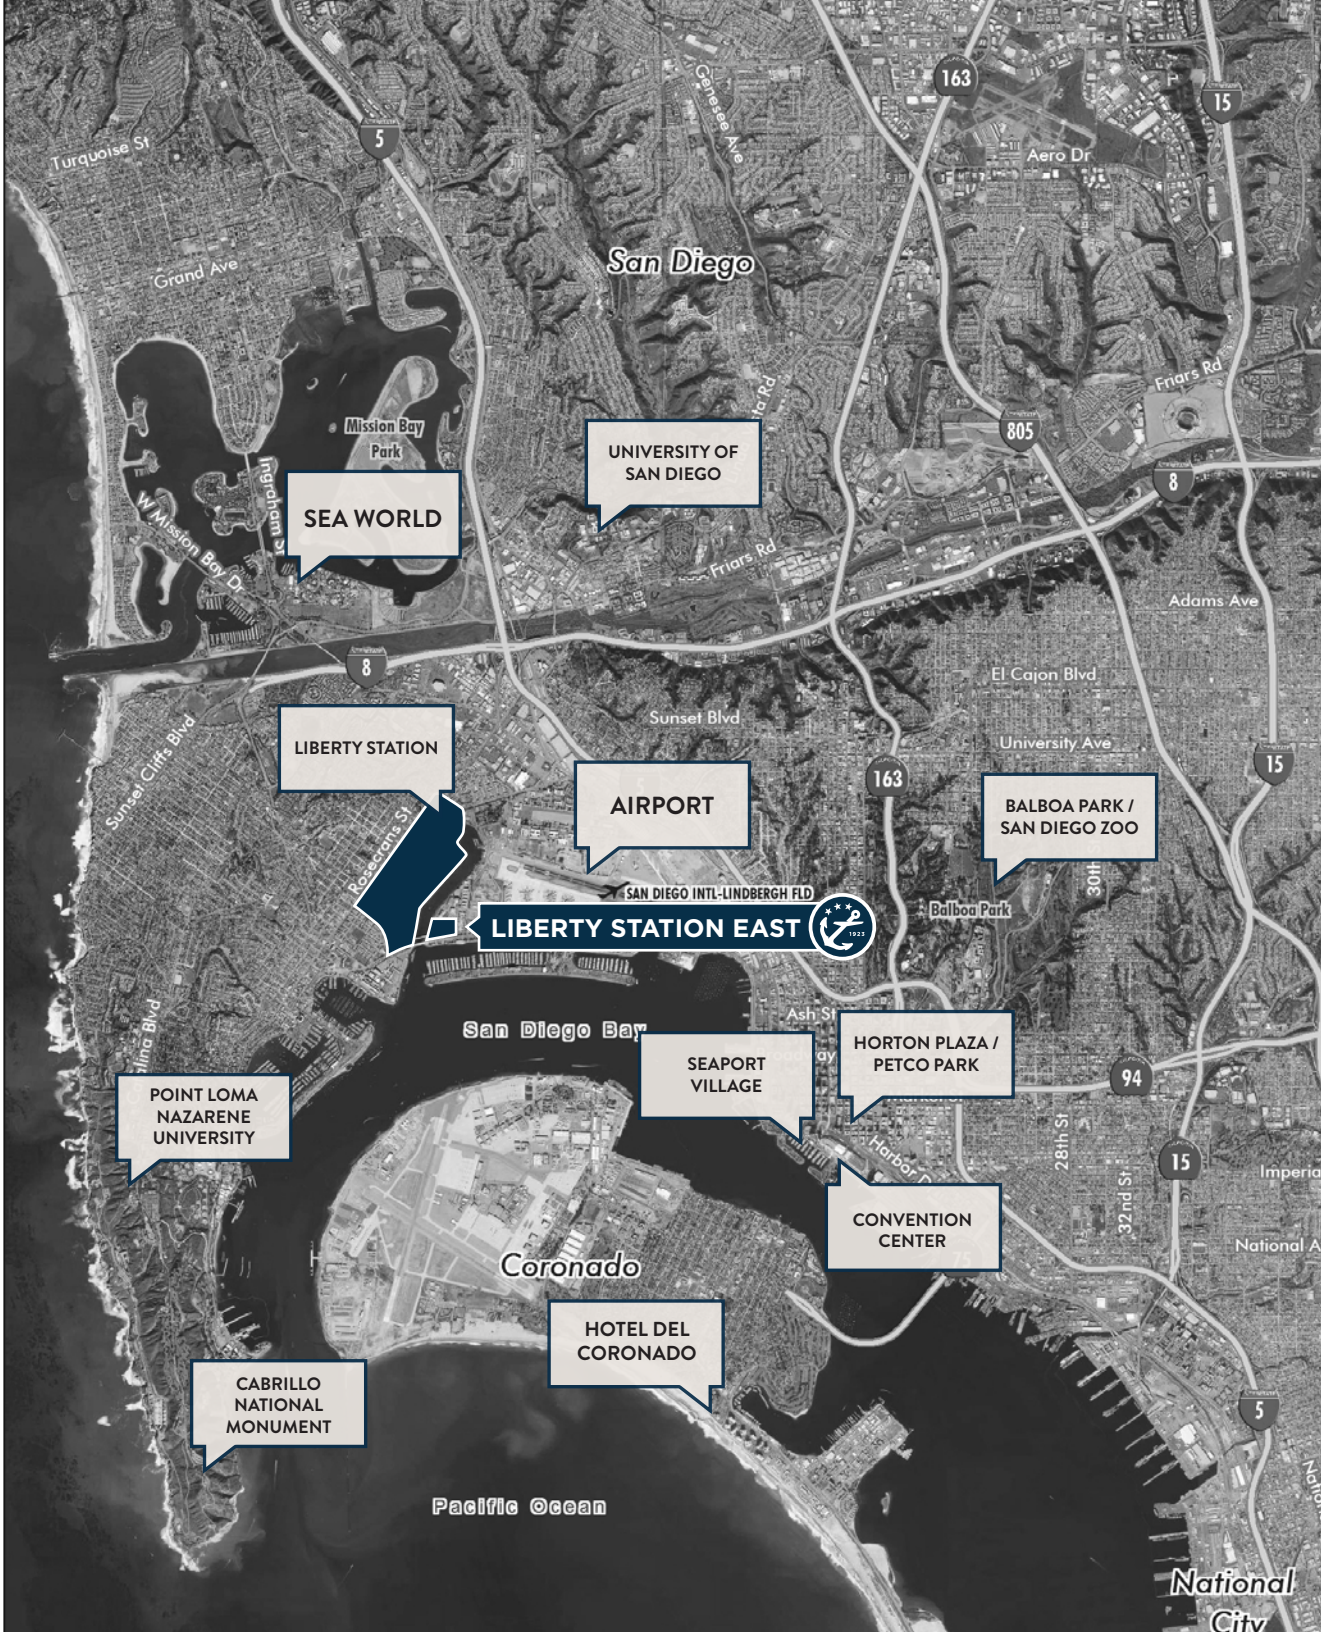 163
15
5
Genesee Ave
Turquoise St
Aero Dr
San Diego
Grand Ave
Friars Rd
Mission Bay
Park
805
UNIVERSITY OF
SAN DIEGO
Ingraham St
8
SEA WORLD
W Mission Bay Dr
Friars Rd
Adams Ave
8
El Cajon Blvd
Sunset Blvd
Sunset Cliffs Blvd
LIBERTY STATION
University Ave
15
163
AIRPORT
BALBOA PARK /
SAN DIEGO ZOO
Rosecrans St
SAN DIEGO INTL-LINDBERGH FLD
Balboa Park
LIBERTY STATION EAST
1923
Ash St
San Diego Bay
HORTON PLAZA /
PETCO PARK
SEAPORT
VILLAGE
94
POINT LOMA
NAZARENE
UNIVERSITY
28th St
Harbor D
15
Imperia
32nd St
CONVENTION
CENTER
National A
75
Coronado
HOTEL DEL
CORONADO
CABRILLO
NATIONAL
MONUMENT
5
Pacific Ocean
National
City